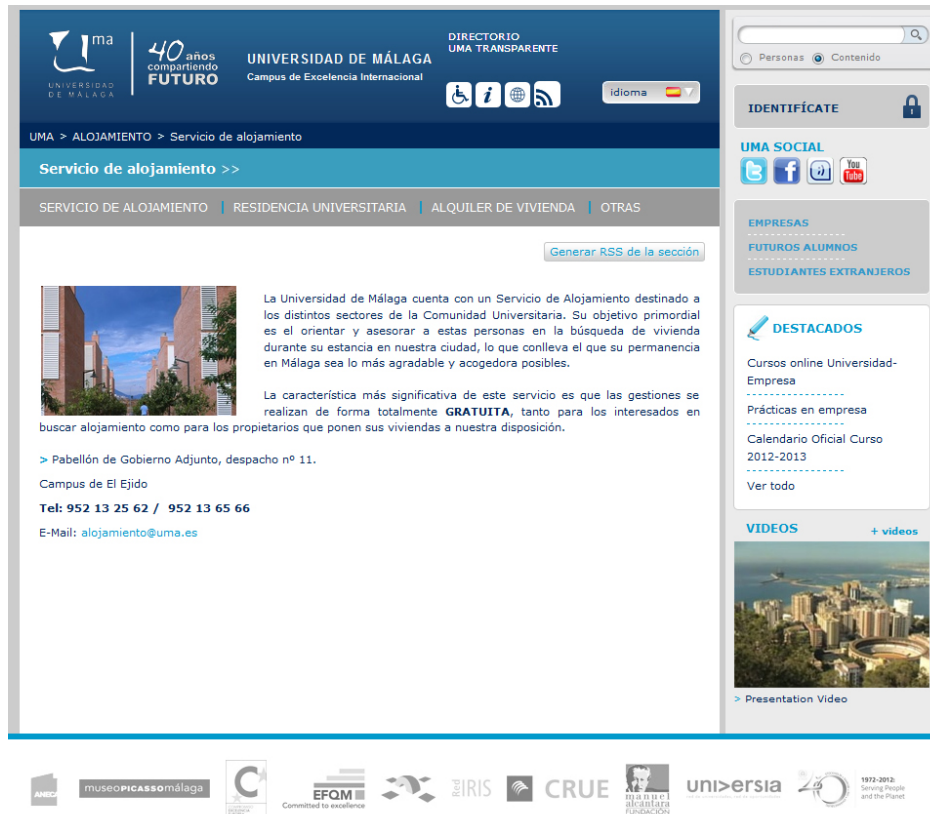 uma
UNIVERSIDAD
DE MÁLAGA
40 años
compartiendo
FUTURO
UNIVERSIDAD DE MÁLAGA
Campus de Excelencia Internacional
DIRECTORIO
UMA TRANSPARENTE
idioma
Personas Contenido
IDENTIFÍCATE
UMA > ALOJAMIENTO > Servicio de alojamiento
Servicio de alojamiento >>
SERVICIO DE ALOJAMIENTO | RESIDENCIA UNIVERSITARIA | ALQUILER DE VIVIENDA | OTRAS
Generar RSS de la sección
La Universidad de Málaga cuenta con un Servicio de Alojamiento destinado a
los distintos sectores de la Comunidad Universitaria. Su objetivo primordial
es el orientar y asesorar a estas personas en la búsqueda de vivienda
durante su estancia en nuestra ciudad, lo que conlleva el que su permanencia
en Málaga sea lo más agradable y acogedora posibles.
La característica más significativa de este servicio es que las gestiones se
realizan de forma totalmente GRATUITA, tanto para los interesados en
buscar alojamiento como para los propietarios que ponen sus viviendas a nuestra disposición.
> Pabellón de Gobierno Adjunto, despacho nº 11.
Campus de El Ejido
Tel: 952 13 25 62 / 952 13 65 66
E-Mail: alojamiento@uma.es
UMA SOCIAL
You
Tube
EMPRESAS
FUTUROS ALUMNOS
ESTUDIANTES EXTRANJEROS
DESTACADOS
Cursos online Universidad-
Empresa
Prácticas en empresa
Calendario Oficial Curso
2012-2013
Ver todo
VIDEOS + videos
> Presentation Video
ANECA
museoPICASSOmálaga
EFQM
Committed to excellence
RedIRIS
CRUE
manuel
alcántara
FUNDACIÓN
uni>ersia
40
1972-2012:
Serving People
and the Planet